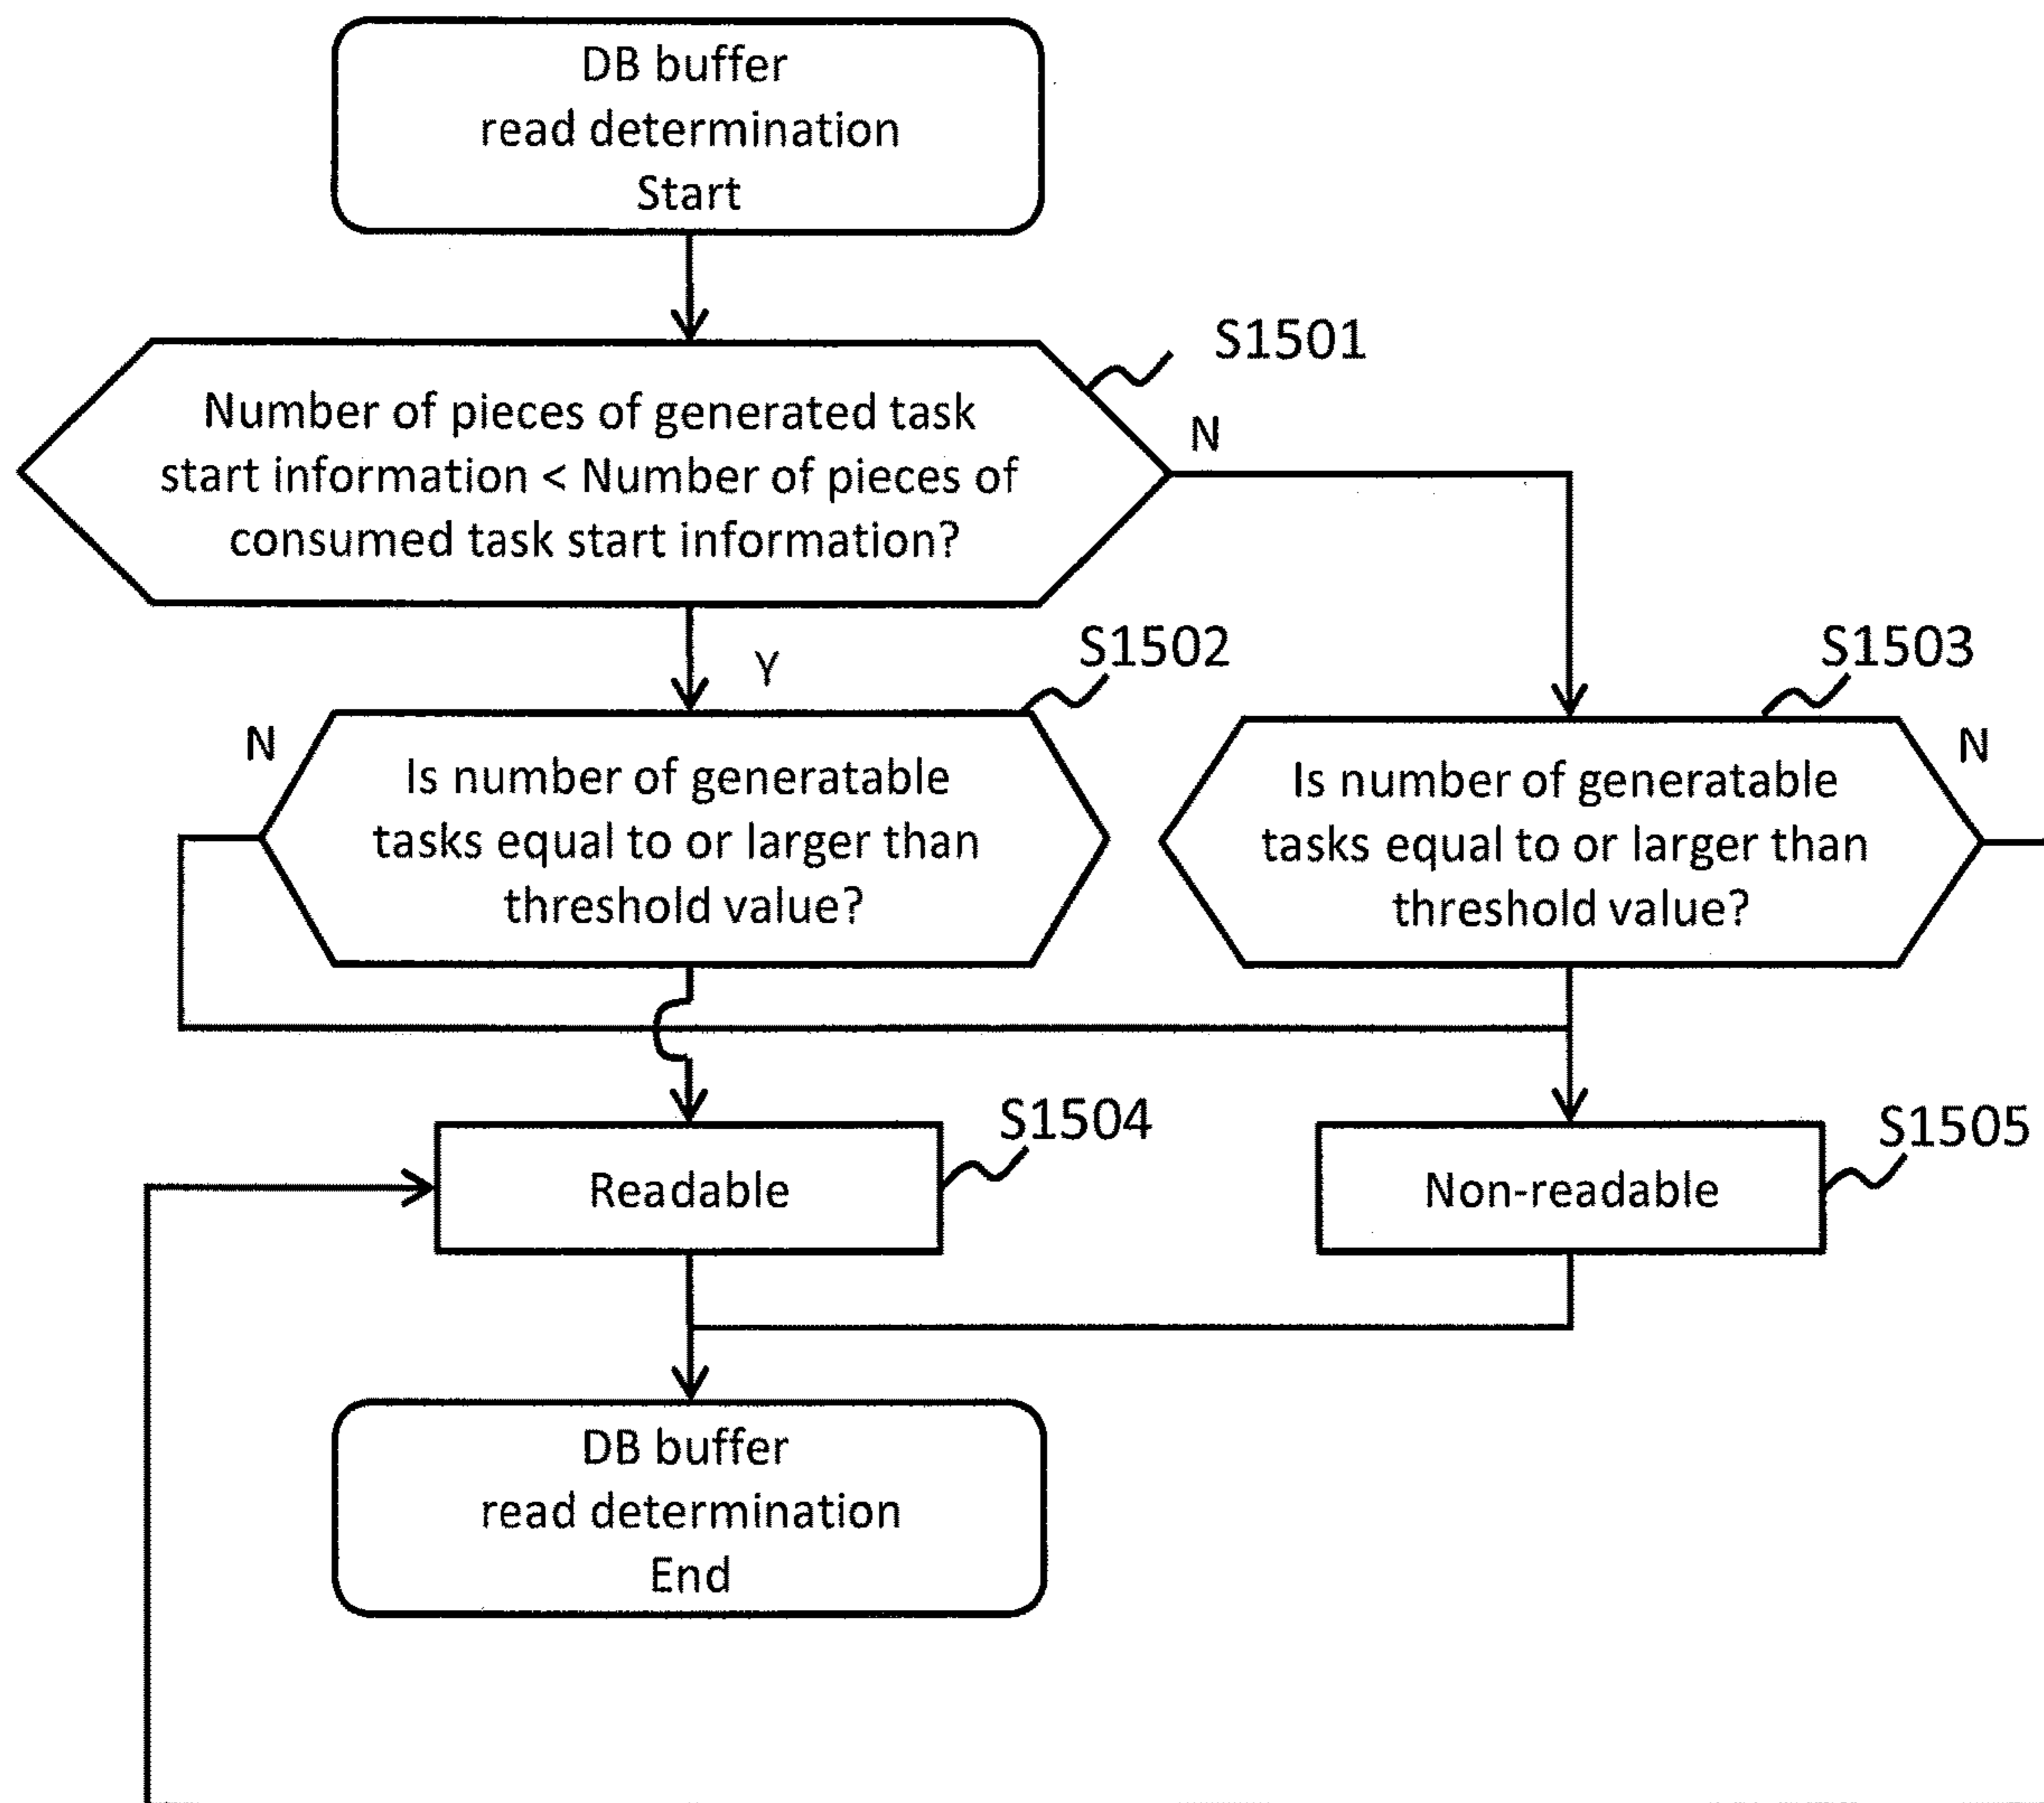 DB buffer
read determination
Start
S1501
Number of pieces of generated task
start information < Number of pieces of
consumed task start information?
N
Y
S1502
S1503
N
Is number of generatable
tasks equal to or larger than
threshold value?
N
Is number of generatable
tasks equal to or larger than
threshold value?
S1504
Readable
S1505
Non-readable
DB buffer
read determination
End